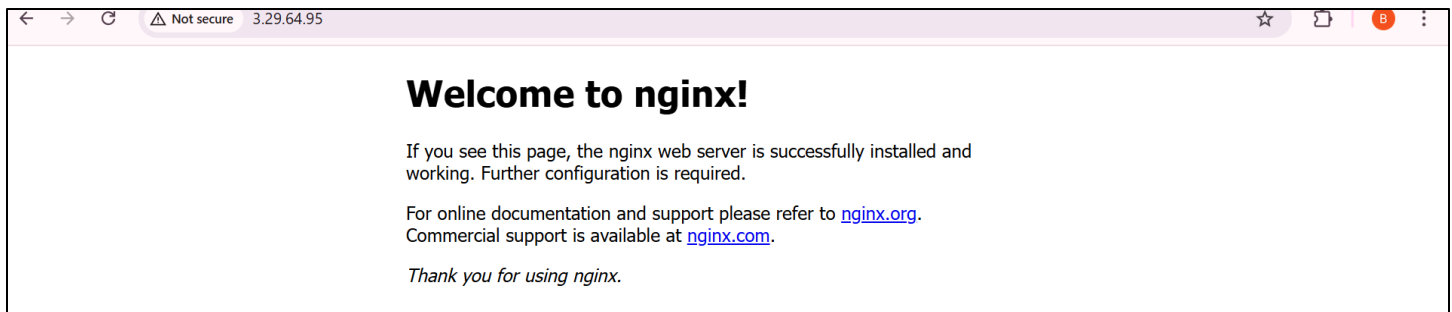 Not secure 3.29.64.95
B
Welcome to nginx!
If you see this page, the nginx web server is successfully installed and
working. Further configuration is required.
For online documentation and support please refer to nginx.org.
Commercial support is available at nginx.com.
Thank you for using nginx.